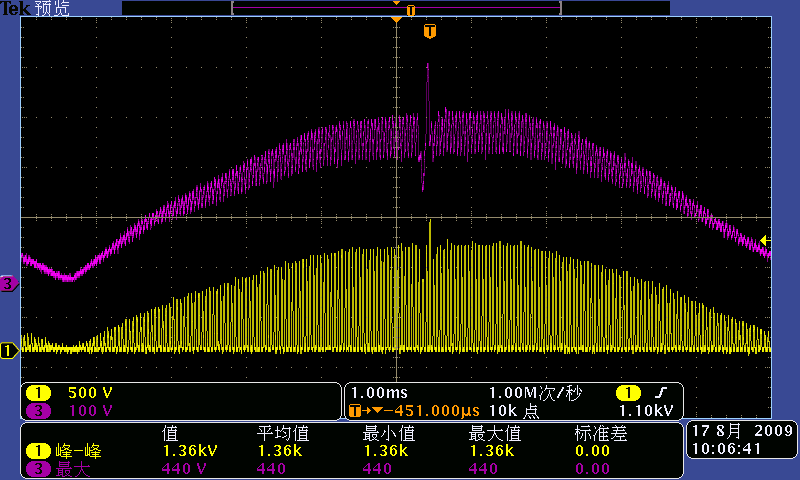 Tek 预览
T
T
3
1
1 500 V
3 100 V
1.00ms 1.00M次/秒 1
T→▼−451.000µs 10k 点 1.10kV
值 平均值 最小值 最大值 标准差
1 峰−峰 1.36kV 1.36k 1.36k 1.36k 0.00
3 最大 440 V 440 440 440 0.00
17 8月 2009
10:06:41